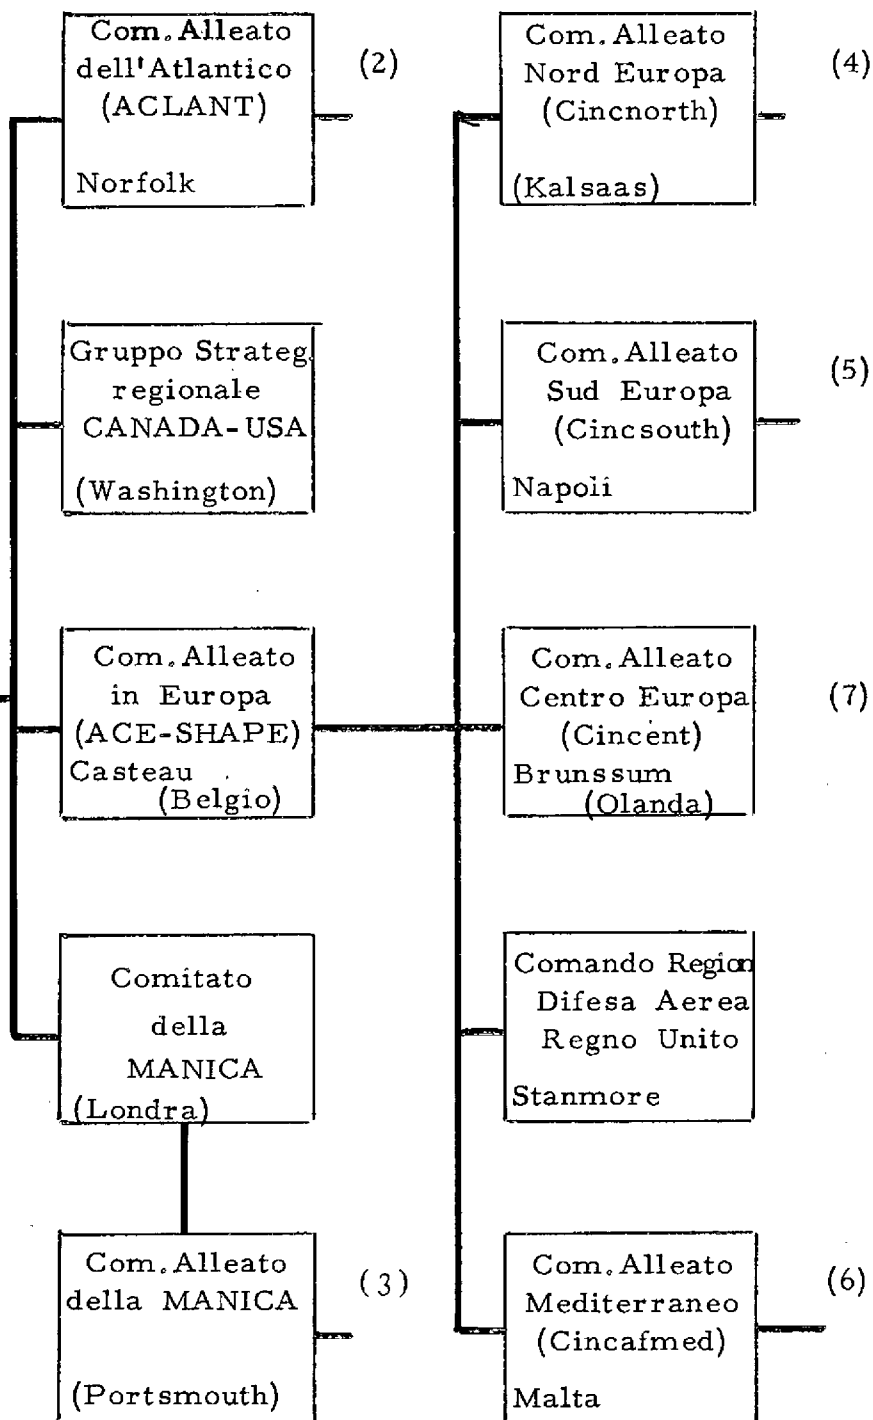 Com. Alleato
dell'Atlantico
(ACLANT)
Norfolk
(2)
Gruppo Strateg.
regionale
CANADA-USA
(Washington)
Com. Alleato
in Europa
(ACE-SHAPE)
Casteau
(Belgio)
Comitato
della
MANICA
(Londra)
Com. Alleato
della MANICA
(Portsmouth)
(3)
Com. Alleato
Nord Europa
(Cincnorth)
(Kalsaas)
(4)
Com. Alleato
Sud Europa
(Cincsouth)
Napoli
(5)
Com. Alleato
Centro Europa
(Cincent)
Brunssum
(Olanda)
(7)
Comando Region
Difesa Aerea
Regno Unito
Stanmore
Com. Alleato
Mediterraneo
(Cincafmed)
Malta
(6)